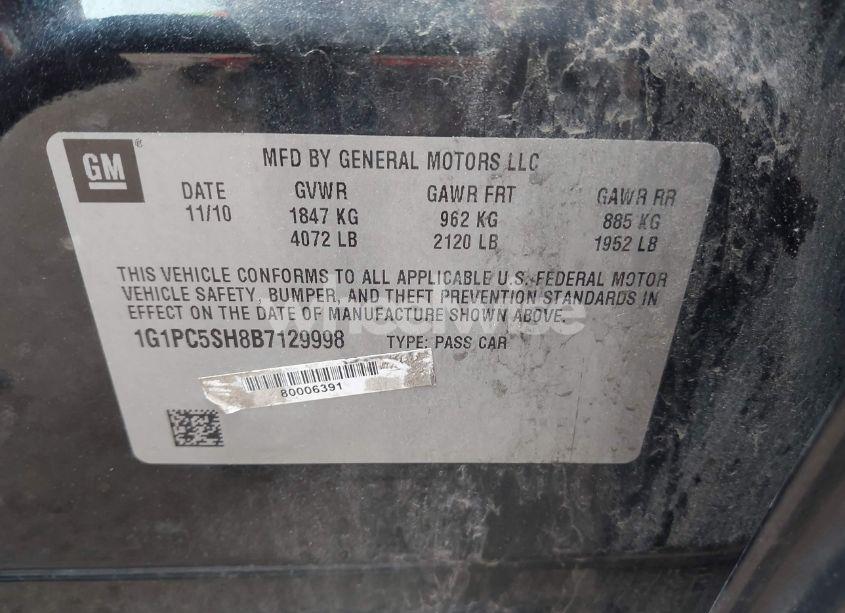 GM ®
MFD BY GENERAL MOTORS LLC
DATE GVWR GAWR FRT GAWR RR
11/10 1847 KG 962 KG 885 KG
4072 LB 2120 LB 1952 LB
THIS VEHICLE CONFORMS TO ALL APPLICABLE U.S. FEDERAL MOTOR
VEHICLE SAFETY, BUMPER, AND THEFT PREVENTION STANDARDS IN
EFFECT ON THE DATE OF MANUFACTURE SHOWN ABOVE.
wheelwise
1G1PC5SH8B7129998 TYPE: PASS CAR
80006391